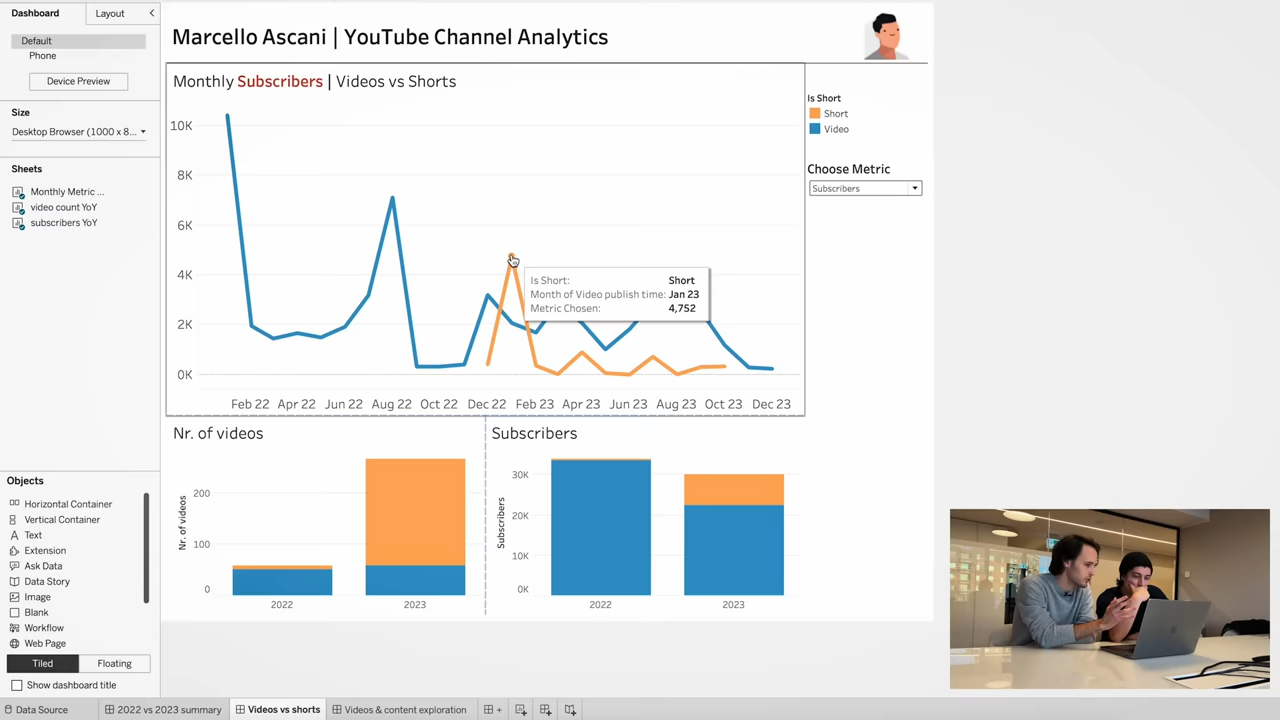 Dashboard
Layout
Default
Phone
Device Preview
Size
Desktop Browser (1000 x 8...
Sheets
Monthly Metric ...
video count YoY
subscribers YoY
Objects
Horizontal Container
Vertical Container
Text
Extension
Ask Data
Data Story
Image
Blank
Workflow
Web Page
Tiled
Floating
Show dashboard title
Marcello Ascani | YouTube Channel Analytics
Monthly Subscribers | Videos vs Shorts
10K
8K
6K
4K
2K
0K
Is Short: Short
Month of Video publish time: Jan 23
Metric Chosen: 4,752
Feb 22 Apr 22 Jun 22 Aug 22 Oct 22 Dec 22 Feb 23 Apr 23 Jun 23 Aug 23 Oct 23 Dec 23
Is Short
Short
Video
Choose Metric
Subscribers
Nr. of videos
Nr. of videos
200
100
0
2022 2023
Subscribers
Subscribers
30K
20K
10K
0K
2022 2023
Data Source
2022 vs 2023 summary
Videos vs shorts
Videos & content exploration